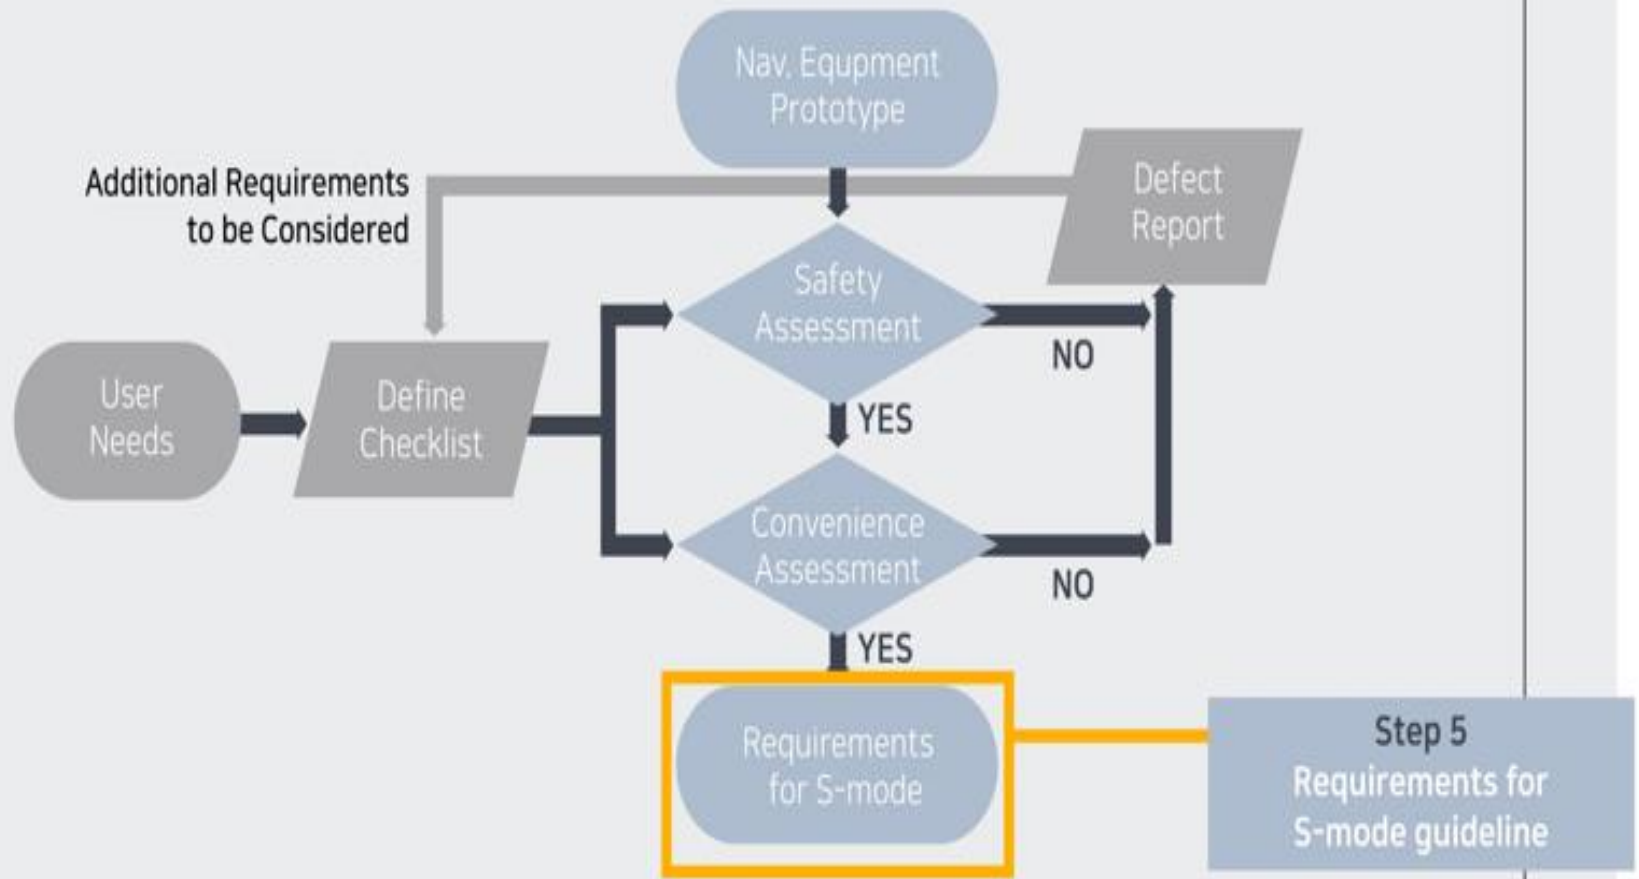 Nav. Equpment
Prototype
Additional Requirements
to be Considered
Defect
Report
Safety
Assessment
NO
User
Needs
Define
Checklist
YES
Convenience
Assessment
NO
YES
Requirements
for S-mode
Step 5
Requirements for
S-mode guideline